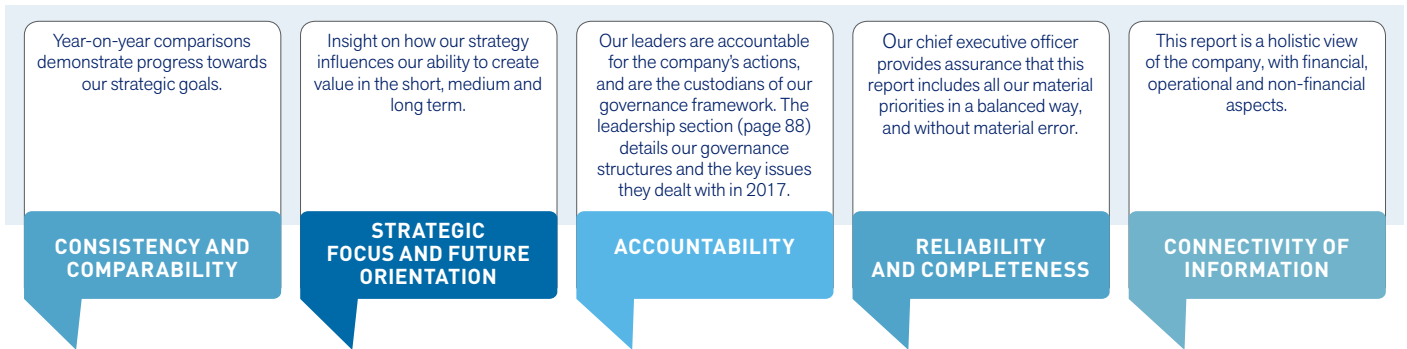 Year-on-year comparisons
demonstrate progress towards
our strategic goals.
CONSISTENCY AND
COMPARABILITY
Insight on how our strategy
influences our ability to create
value in the short, medium and
long term.
STRATEGIC
FOCUS AND FUTURE
ORIENTATION
Our leaders are accountable
for the company's actions,
and are the custodians of our
governance framework. The
leadership section (page 88)
details our governance
structures and the key issues
they dealt with in 2017.
ACCOUNTABILITY
Our chief executive officer
provides assurance that this
report includes all our material
priorities in a balanced way,
and without material error.
RELIABILITY
AND COMPLETENESS
This report is a holistic view
of the company, with financial,
operational and non-financial
aspects.
CONNECTIVITY OF
INFORMATION